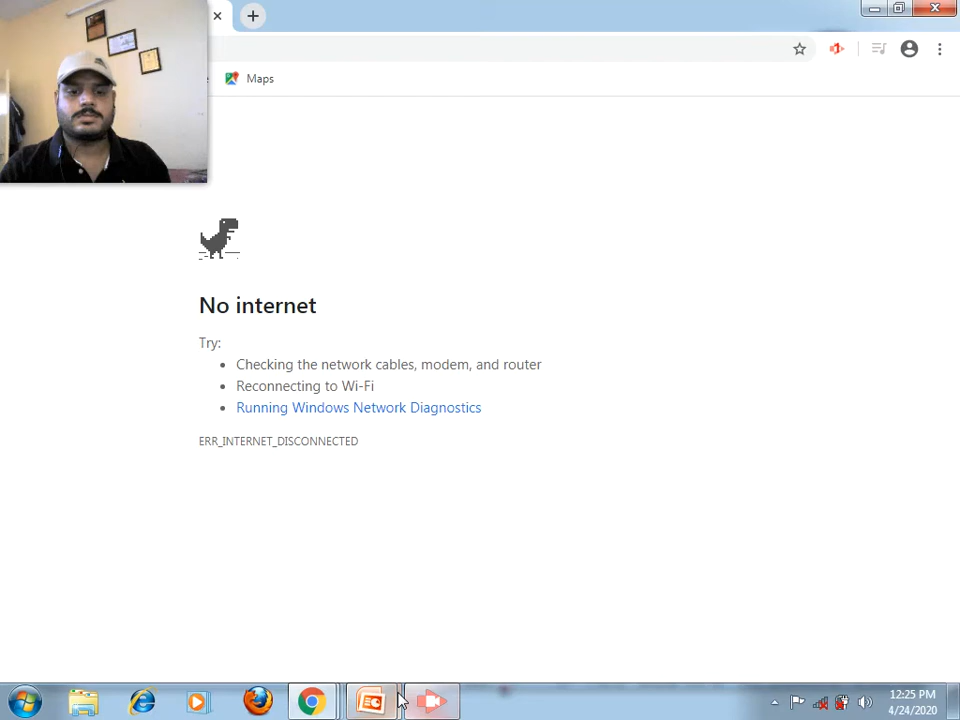 Maps
No internet
Try:
Checking the network cables, modem, and router
Reconnecting to Wi-Fi
Running Windows Network Diagnostics
ERR_INTERNET_DISCONNECTED
12:25 PM
4/24/2020